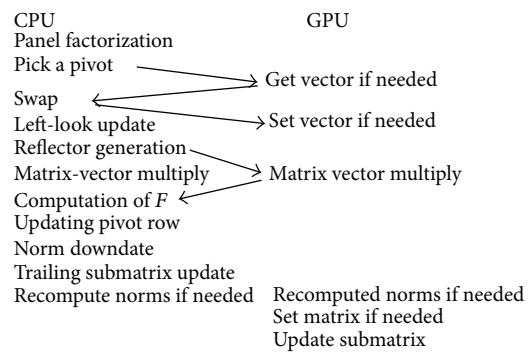 CPU GPU
Panel factorization
Pick a pivot
Get vector if needed
Swap
Left-look update Set vector if needed
Reflector generation
Matrix-vector multiply Matrix vector multiply
Computation of F
Updating pivot row
Norm downdate
Trailing submatrix update
Recompute norms if needed Recomputed norms if needed
Set matrix if needed
Update submatrix